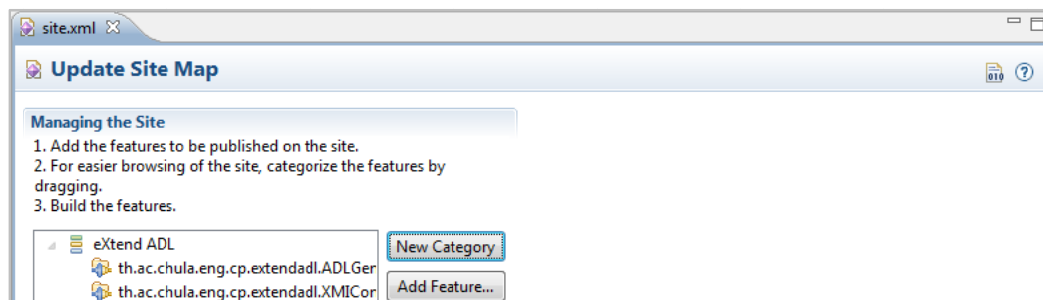 site.xml
Update Site Map
010
Managing the Site
1. Add the features to be published on the site.
2. For easier browsing of the site, categorize the features by
dragging.
3. Build the features.
eXtend ADL
New Category
th.ac.chula.eng.cp.extendadl.ADLGer
Add Feature...
th.ac.chula.eng.cp.extendadl.XMICor